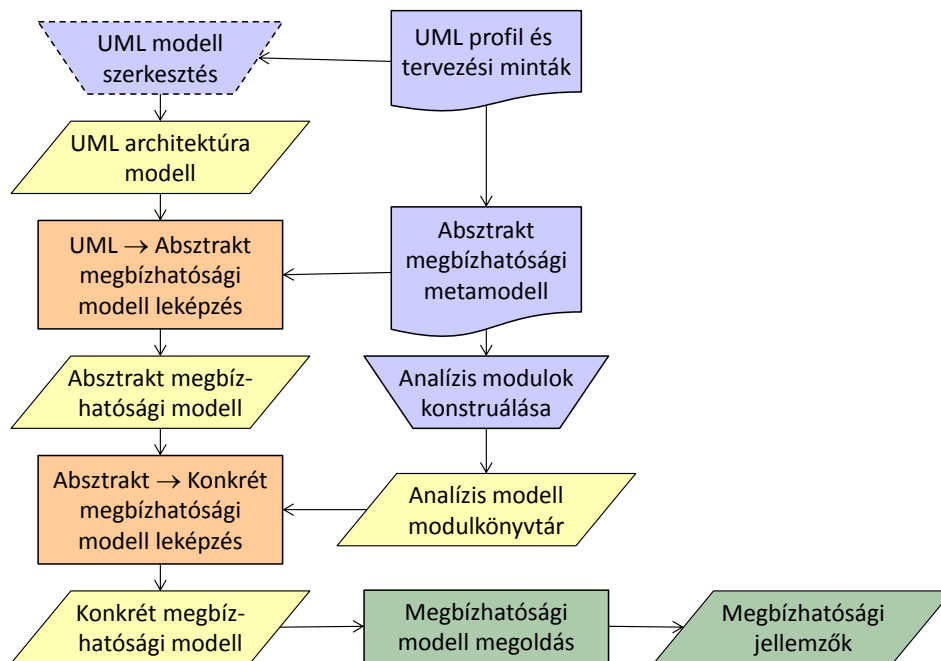 UML modell
szerkesztés
UML profil és
tervezési minták
UML architektúra
modell
UML → Absztrakt
megbízhatósági
modell leképzés
Absztrakt
megbízhatósági
metamodell
Absztrakt megbíz-
hatósági modell
Analízis modulok
konstruálása
Absztrakt → Konkrét
megbízhatósági
modell leképzés
Analízis modell
modulkönyvtár
Konkrét megbíz-
hatósági modell
Megbízhatósági
modell megoldás
Megbízhatósági
jellemzők